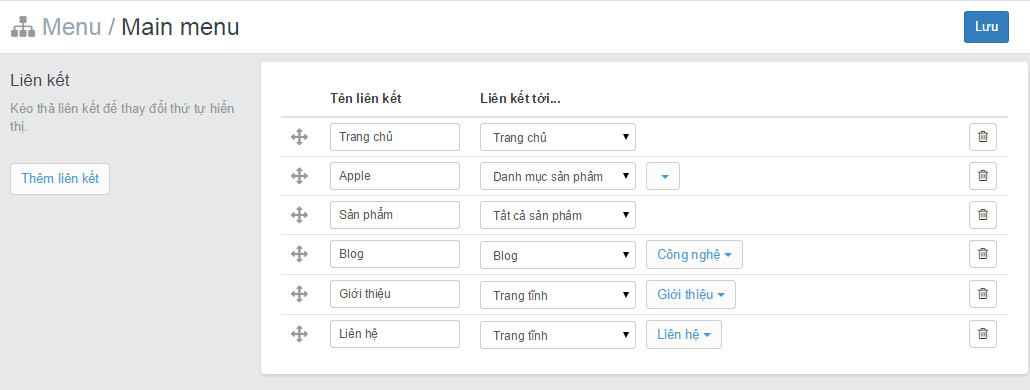 Menu / Main menu
Lưu
Liên kết
Kéo thả liên kết để thay đổi thứ tự hiển
thị.
Thêm liên kết
Tên liên kết Liên kết tới...
Trang chủ Trang chủ
Apple Danh mục sản phẩm
Sản phẩm Tất cả sản phẩm
Blog Blog Công nghệ
Giới thiệu Trang tĩnh Giới thiệu
Liên hệ Trang tĩnh Liên hệ